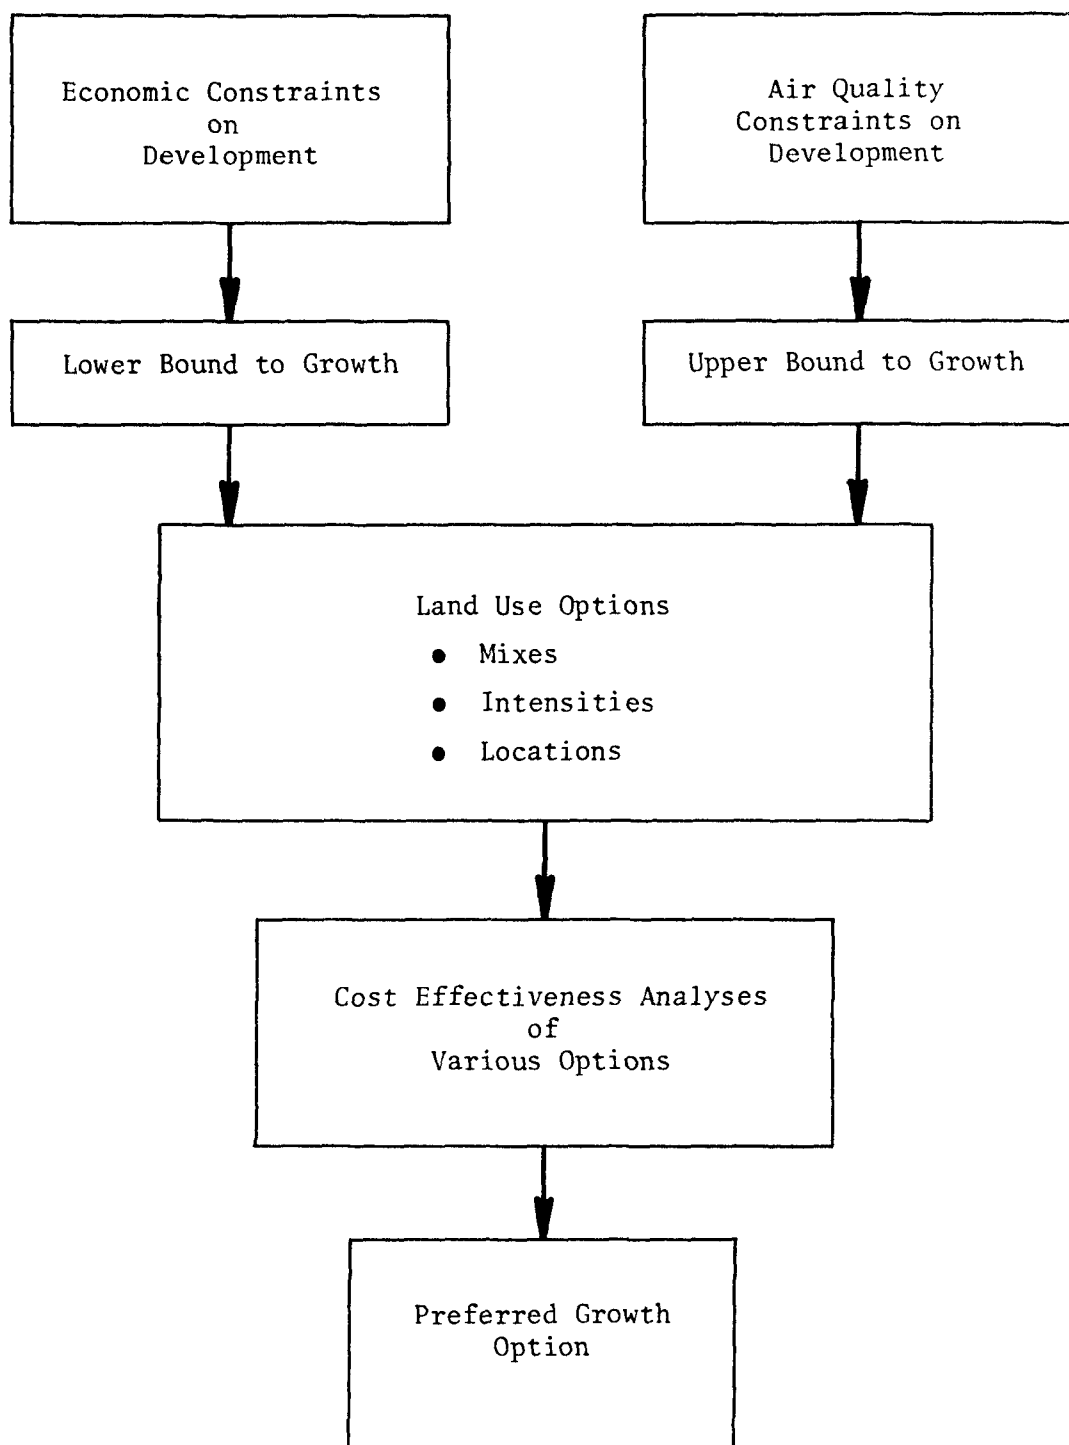 Economic Constraints
on
Development
Air Quality
Constraints on
Development
Lower Bound to Growth
Upper Bound to Growth
Land Use Options
● Mixes
● Intensities
● Locations
Cost Effectiveness Analyses
of
Various Options
Preferred Growth
Option